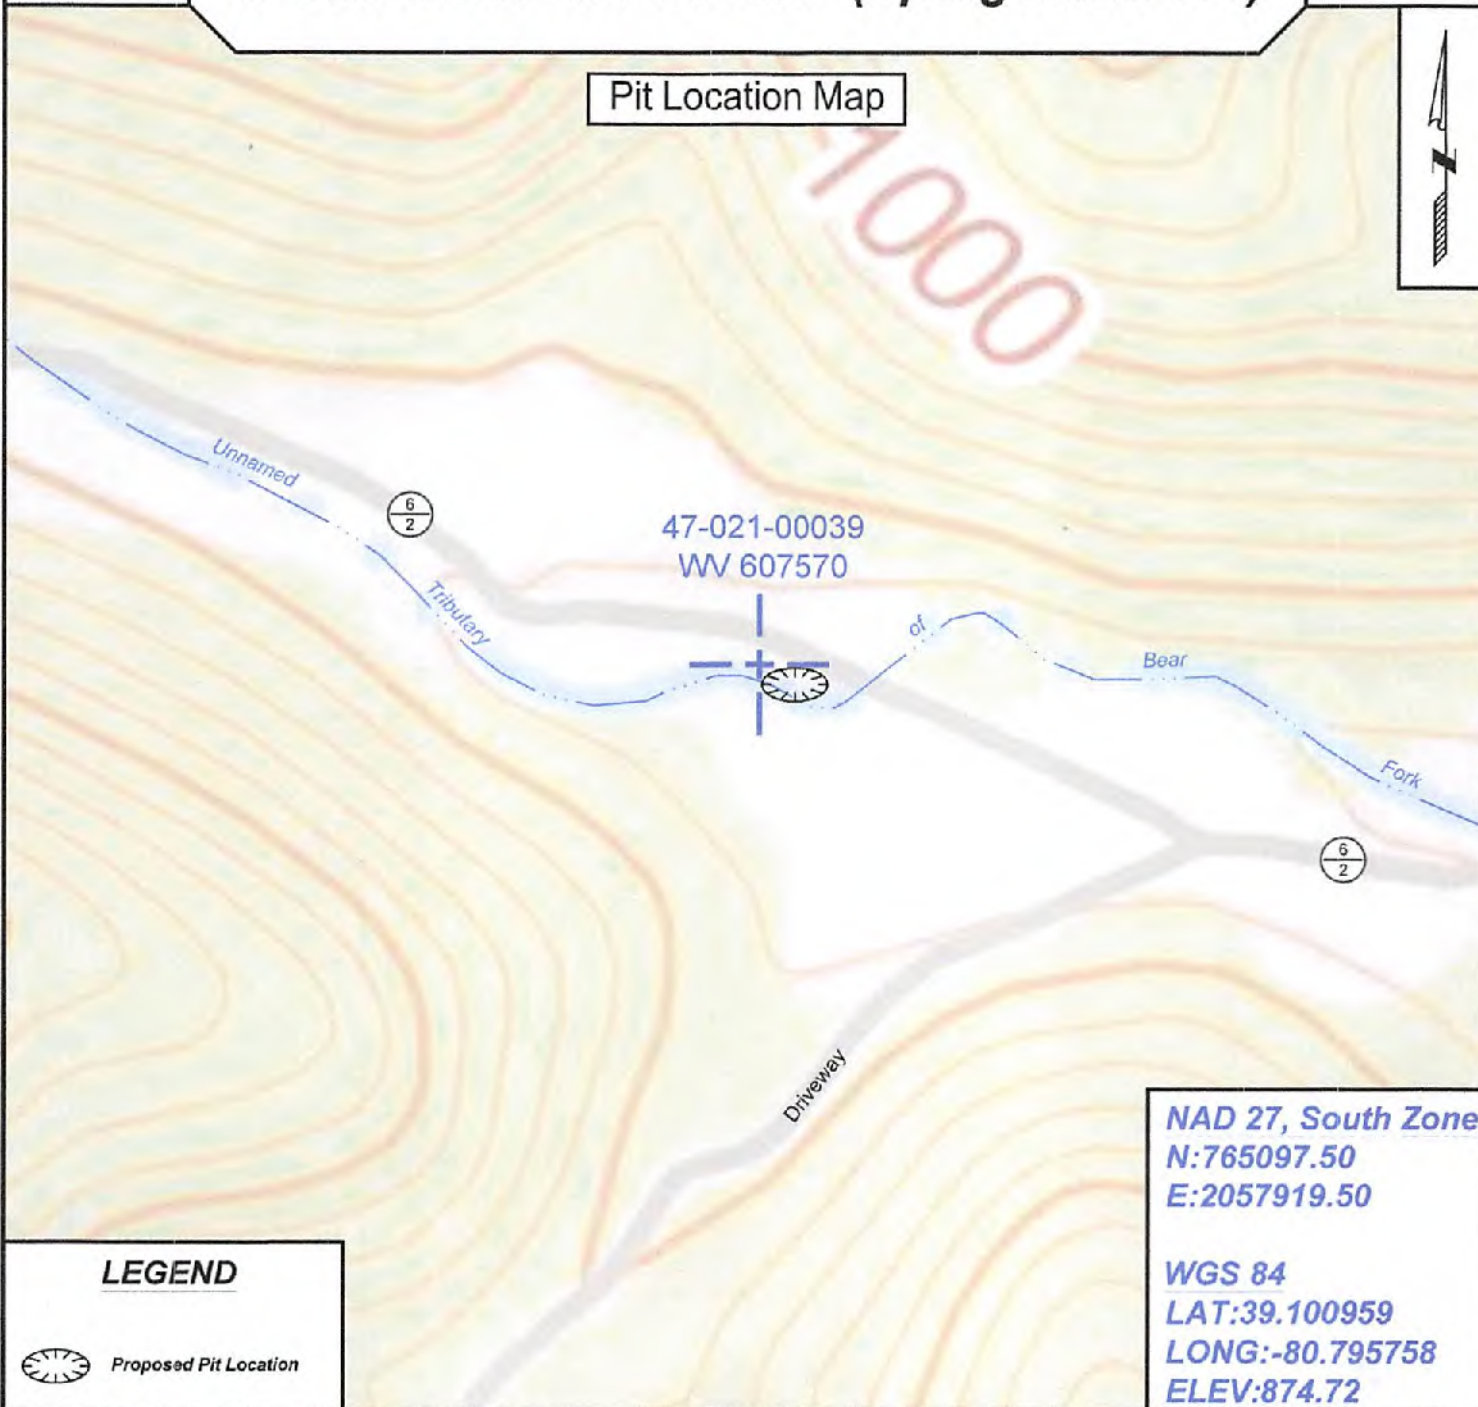 Pit Location Map
N
1000
Unnamed
6
2
47-021-00039
WV 607570
Tributary
of
Bear
Fork
6
2
Driveway
NAD 27, South Zone
N:765097.50
E:2057919.50
WGS 84
LAT:39.100959
LONG:-80.795758
ELEV:874.72
LEGEND
Proposed Pit Location